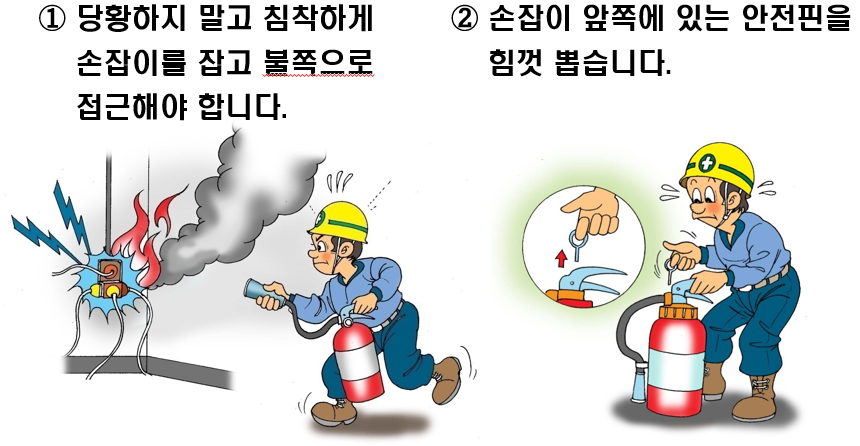 ① 당황하지 말고 침착하게
손잡이를 잡고 불쪽으로
접근해야 합니다.
② 손잡이 앞쪽에 있는 안전핀을
힘껏 뽑습니다.